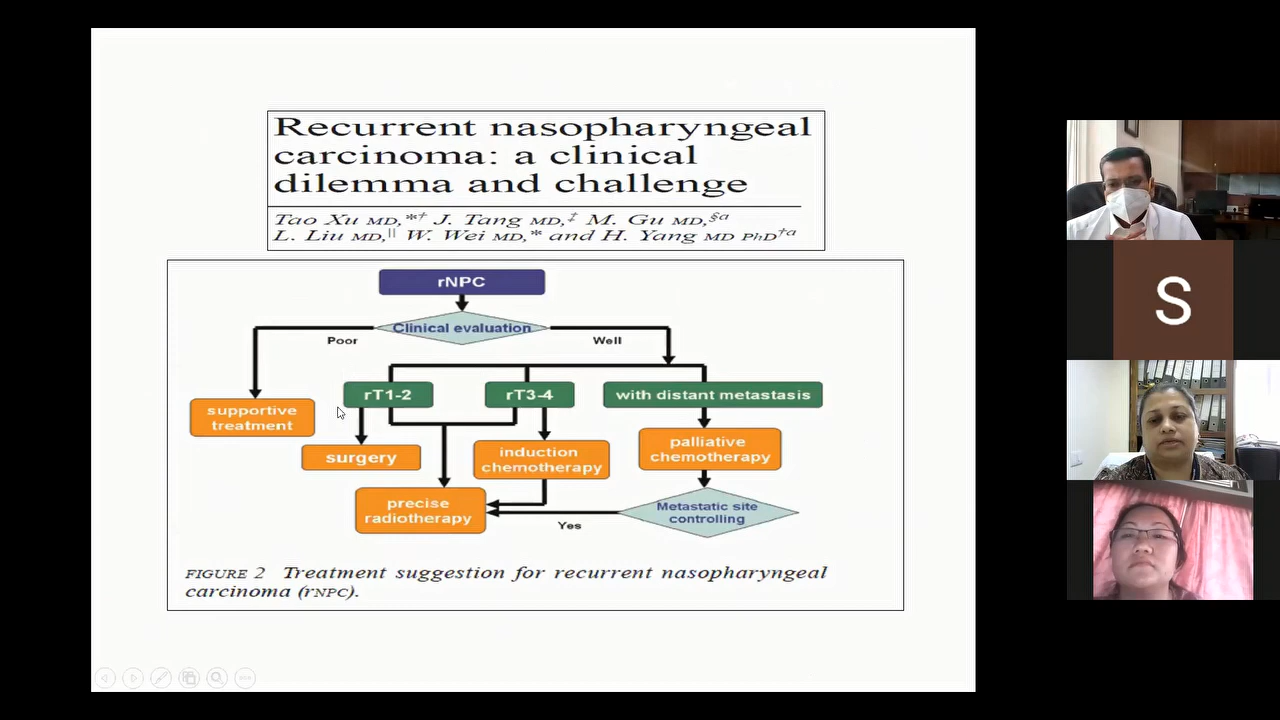 Recurrent nasopharyngeal
carcinoma: a clinical
dilemma and challenge
Tao Xu MD,*† J. Tang MD,‡ M. Gu MD,§a
L. Liu MD,|| W. Wei MD,* and H. Yang MD PhD†a
rNPC
Clinical evaluation
Poor
Well
rT1-2
rT3-4
with distant metastasis
supportive
treatment
surgery
induction
chemotherapy
palliative
chemotherapy
precise
radiotherapy
Metastatic site
controlling
Yes
FIGURE 2 Treatment suggestion for recurrent nasopharyngeal
carcinoma (rNPC).
S